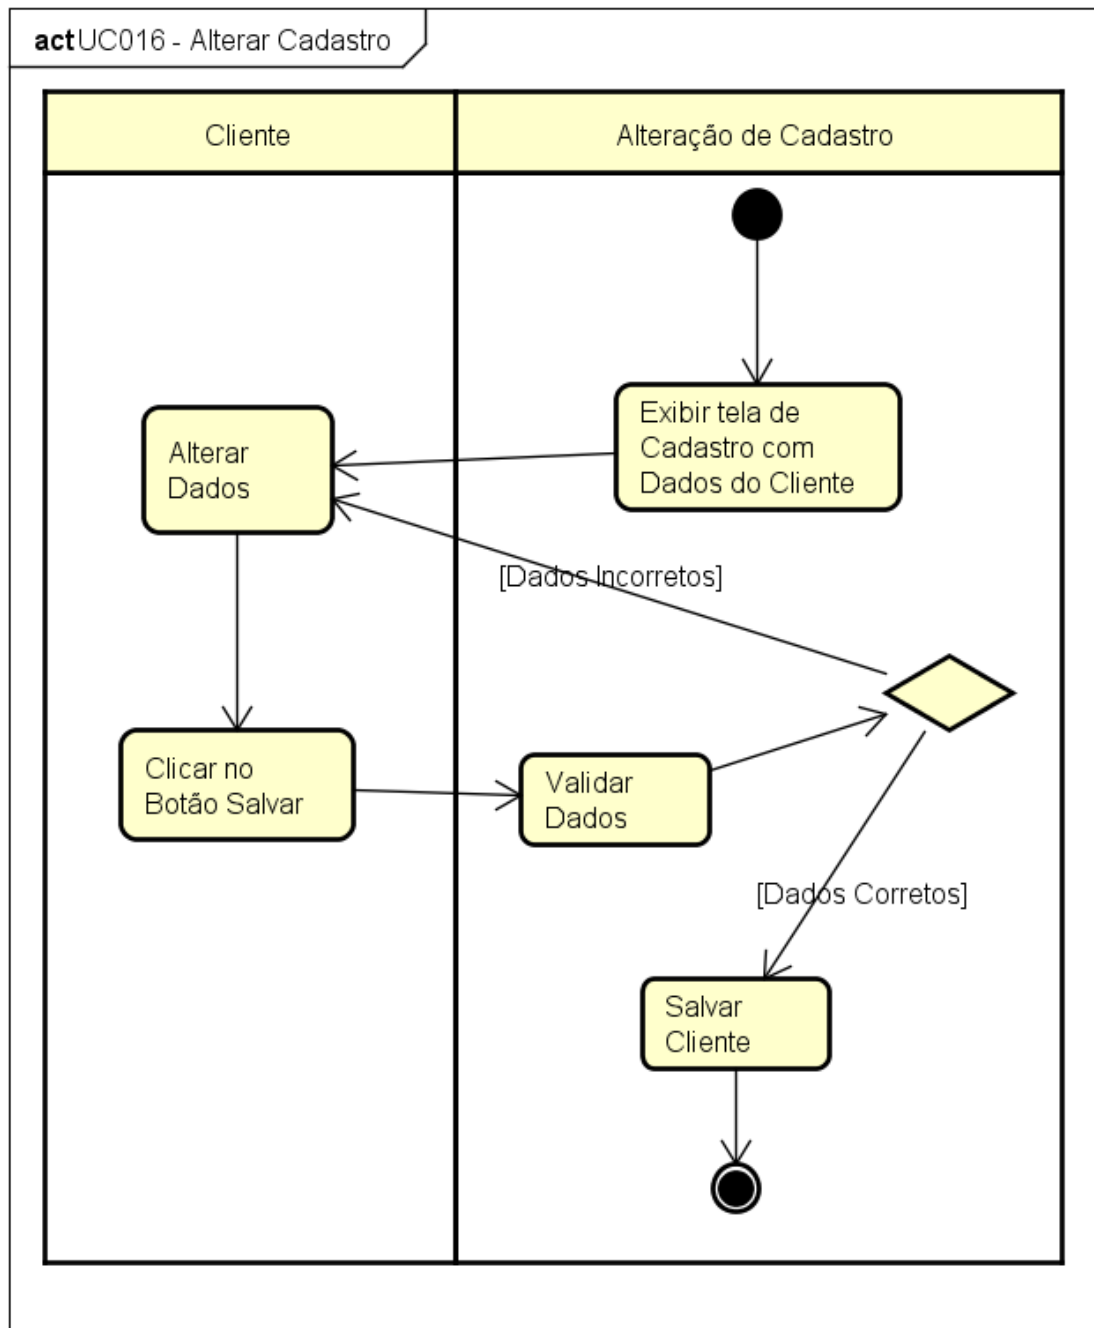 act UC016 - Alterar Cadastro
Cliente
Alteração de Cadastro
Exibir tela de
Cadastro com
Dados do Cliente
Alterar
Dados
[Dados Incorretos]
Clicar no
Botão Salvar
Validar
Dados
[Dados Corretos]
Salvar
Cliente